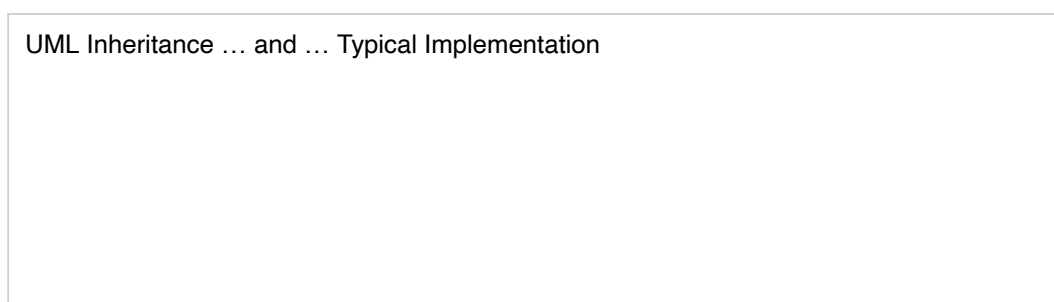 UML Inheritance … and … Typical Implementation